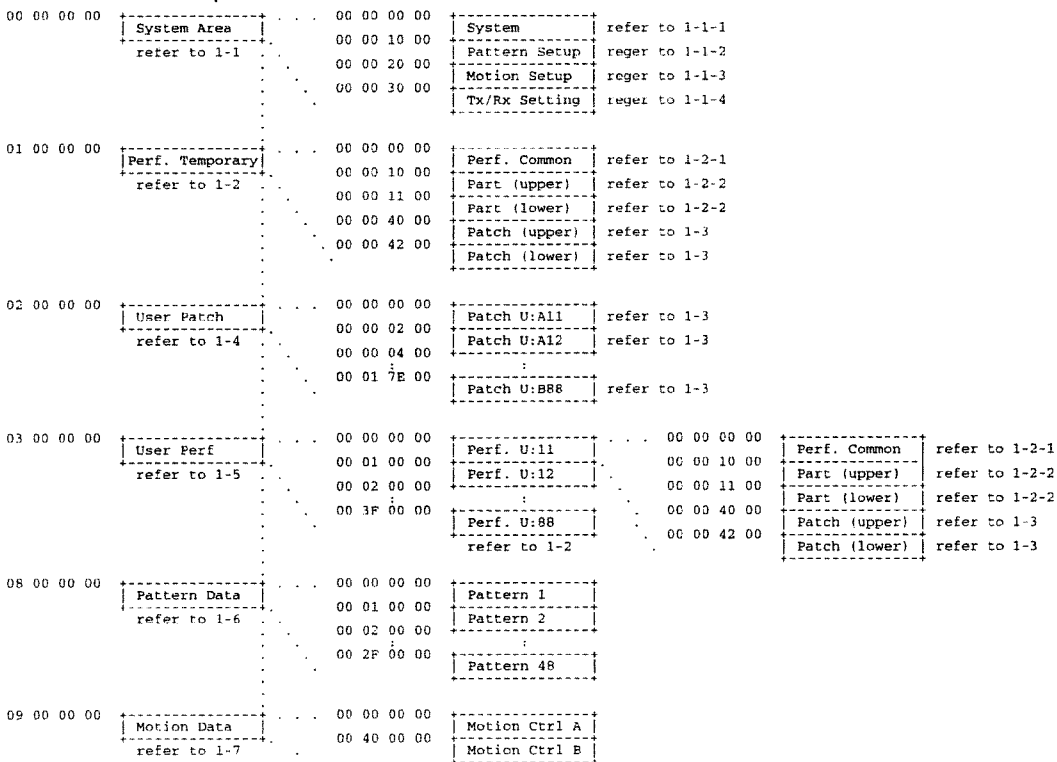 00 00 00 00 System Area 00 00 00 00 System refer to 1-1-1
refer to 1-1 00 00 10 00 Pattern Setup reger to 1-1-2
00 00 20 00 Motion Setup reger to 1-1-3
00 00 30 00 Tx/Rx Setting reger to 1-1-4
01 00 00 00 Perf. Temporary 00 00 00 00 Perf. Common refer to 1-2-1
refer to 1-2 00 00 10 00 Part (upper) refer to 1-2-2
00 00 11 00 Part (lower) refer to 1-2-2
00 00 40 00 Patch (upper) refer to 1-3
00 00 42 00 Patch (lower) refer to 1-3
02 00 00 00 User Patch 00 00 00 00 Patch U:A11 refer to 1-3
refer to 1-4 00 00 02 00 Patch U:A12 refer to 1-3
00 00 04 00 :
00 01 7E 00 Patch U:B88 refer to 1-3
03 00 00 00 User Perf 00 00 00 00 Perf. U:11 00 00 00 00 Perf. Common refer to 1-2-1
refer to 1-5 00 01 00 00 Perf. U:12 00 00 10 00 Part (upper) refer to 1-2-2
00 02 00 00 : 00 00 11 00 Part (lower) refer to 1-2-2
00 3F 00 00 Perf. U:88 00 00 40 00 Patch (upper) refer to 1-3
refer to 1-2 00 00 42 00 Patch (lower) refer to 1-3
08 00 00 00 Pattern Data 00 00 00 00 Pattern 1
refer to 1-6 00 01 00 00 Pattern 2
00 02 00 00 :
00 2F 00 00 Pattern 48
09 00 00 00 Motion Data 00 00 00 00 Motion Ctrl A
refer to 1-7 00 40 00 00 Motion Ctrl B